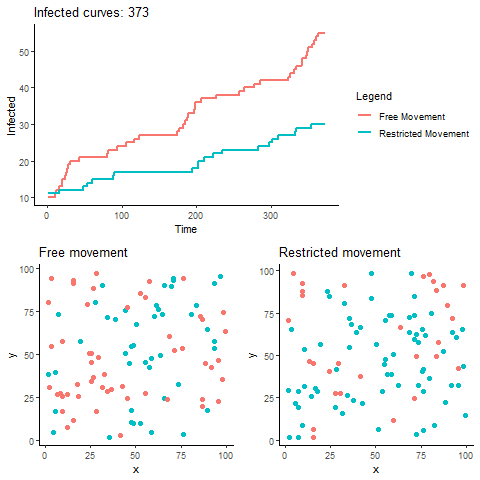 Infected curves: 373
50
40
30
20
10
Infected
0
100
200
300
Time
Legend
Free Movement
Restricted Movement
Free movement
100
75
50
25
0
y
0
25
50
75
100
x
Restricted movement
100
75
50
25
0
y
0
25
50
75
100
x